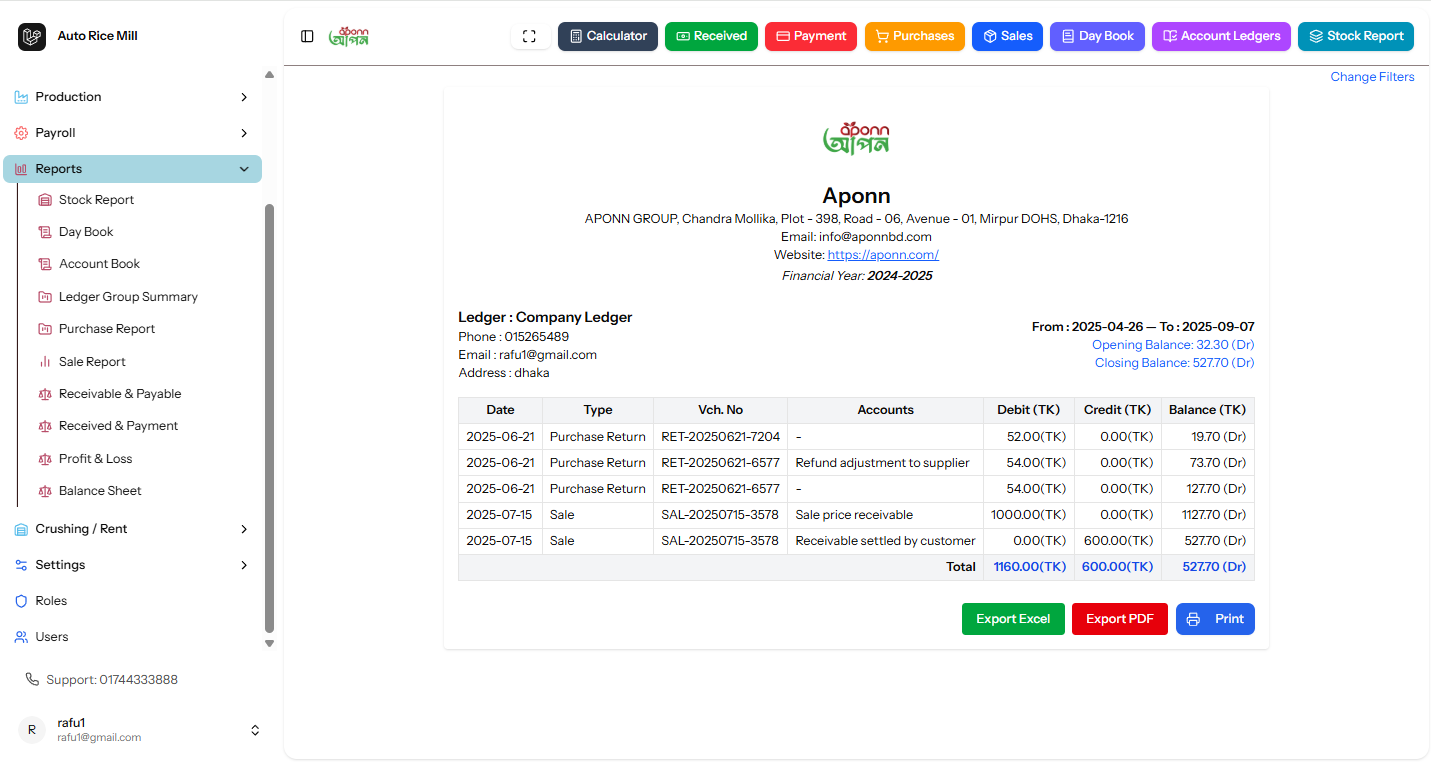 Auto Rice Mill
aponn
আপন
Calculator
Received
Payment
Purchases
Sales
Day Book
Account Ledgers
Stock Report
Change Filters
Production
Payroll
Reports
Stock Report
Day Book
Account Book
Ledger Group Summary
Purchase Report
Sale Report
Receivable & Payable
Received & Payment
Profit & Loss
Balance Sheet
Crushing / Rent
Settings
Roles
Users
Support: 01744333888
R
rafu1
rafu1@gmail.com
aponn
আপন
Aponn
APONN GROUP, Chandra Mollika, Plot - 398, Road - 06, Avenue - 01, Mirpur DOHS, Dhaka-1216
Email: info@aponnbd.com
Website: https://aponn.com/
Financial Year: 2024-2025
Ledger : Company Ledger
Phone : 015265489
Email : rafu1@gmail.com
Address : dhaka
From : 2025-04-26 — To : 2025-09-07
Opening Balance: 32.30 (Dr)
Closing Balance: 527.70 (Dr)
Date Type Vch. No Accounts Debit (TK) Credit (TK) Balance (TK)
2025-06-21 Purchase Return RET-20250621-7204 - 52.00(TK) 0.00(TK) 19.70 (Dr)
2025-06-21 Purchase Return RET-20250621-6577 Refund adjustment to supplier 54.00(TK) 0.00(TK) 73.70 (Dr)
2025-06-21 Purchase Return RET-20250621-6577 - 54.00(TK) 0.00(TK) 127.70 (Dr)
2025-07-15 Sale SAL-20250715-3578 Sale price receivable 1000.00(TK) 0.00(TK) 1127.70 (Dr)
2025-07-15 Sale SAL-20250715-3578 Receivable settled by customer 0.00(TK) 600.00(TK) 527.70 (Dr)
Total 1160.00(TK) 600.00(TK) 527.70 (Dr)
Export Excel
Export PDF
Print